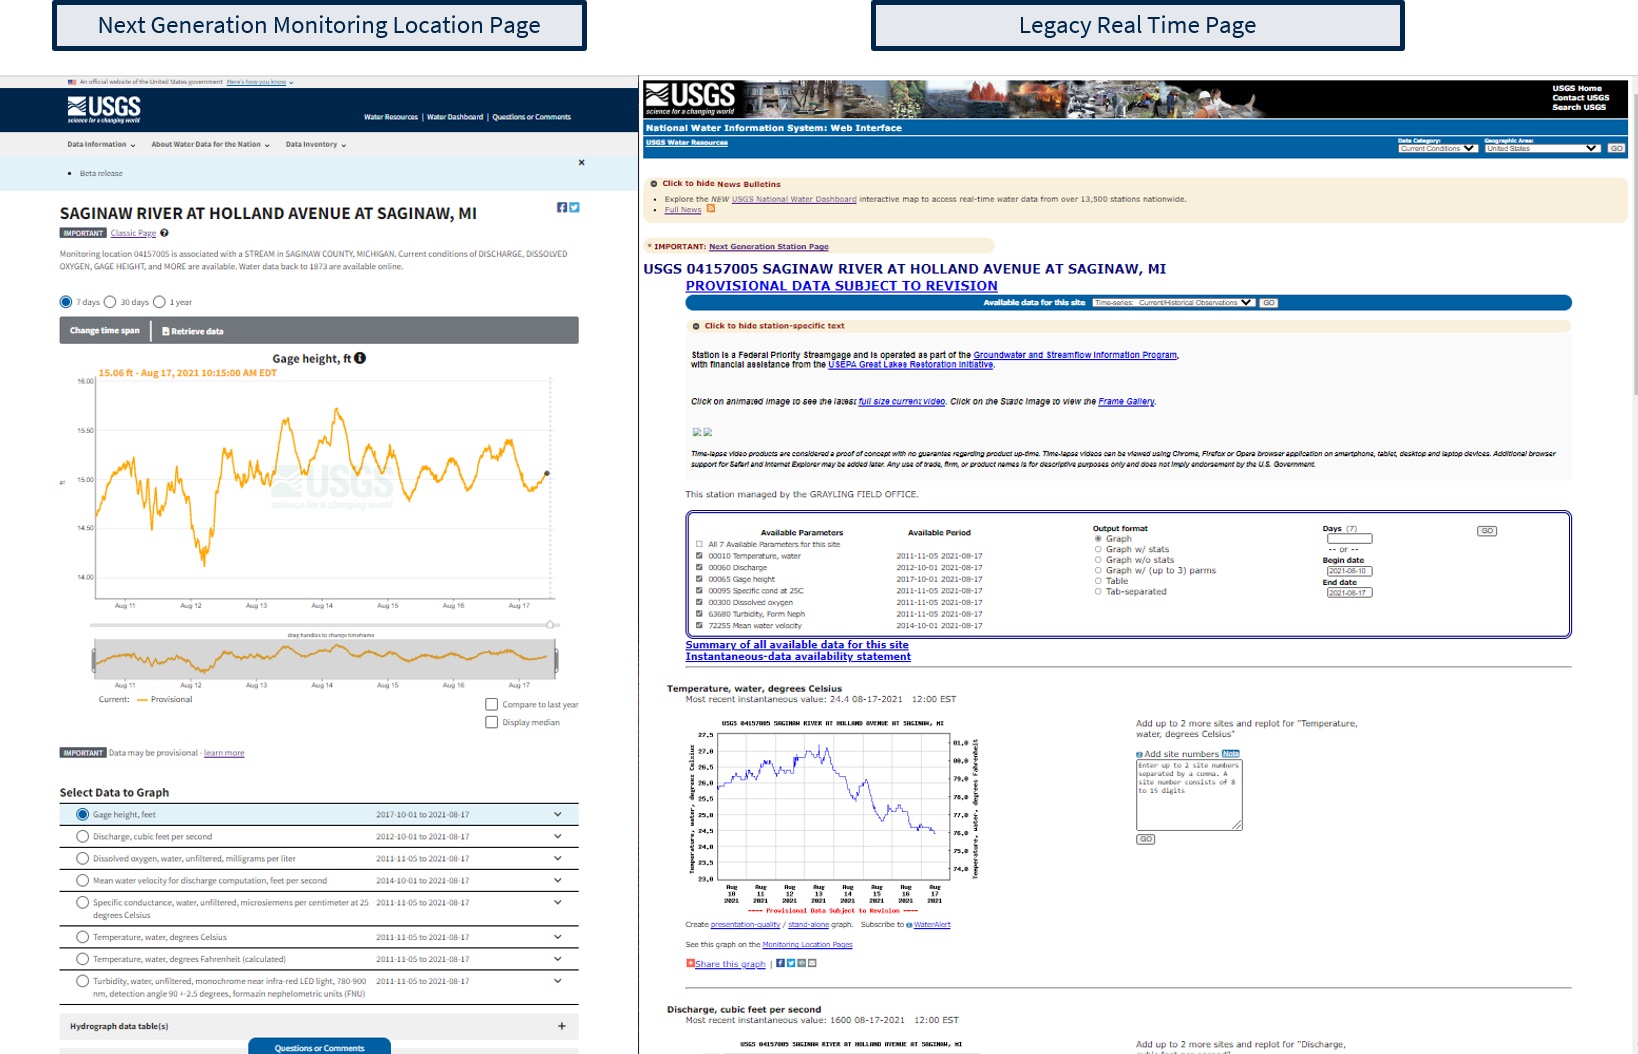 Next Generation Monitoring Location Page
Legacy Real Time Page
An official website of the United States government Here's how you know
USGS
science for a changing world
Water Resources | Water Dashboard | Questions or Comments
Data Information
About Water Data for the Nation
Data Inventory
×
Beta release
SAGINAW RIVER AT HOLLAND AVENUE AT SAGINAW, MI
IMPORTANT Classic Page
Monitoring location 04157005 is associated with a STREAM in SAGINAW COUNTY, MICHIGAN. Current conditions of DISCHARGE, DISSOLVED
OXYGEN, GAGE HEIGHT, and MORE are available. Water data back to 1873 are available online.
7 days 30 days 1 year
Change time span Retrieve data
Gage height, ft
15.06 ft - Aug 17, 2021 10:15:00 AM EDT
16.00
15.50
15.00
14.50
14.00
ft
USGS
science for a changing world
Aug 11 Aug 12 Aug 13 Aug 14 Aug 15 Aug 16 Aug 17
drag handles to change timeframe
Aug 11 Aug 12 Aug 13 Aug 14 Aug 15 Aug 16 Aug 17
Current: Provisional
Compare to last year
Display median
IMPORTANT Data may be provisional - learn more
Select Data to Graph
Gage height, feet 2017-10-01 to 2021-08-17
Discharge, cubic feet per second 2012-10-01 to 2021-08-17
Dissolved oxygen, water, unfiltered, milligrams per liter 2011-11-05 to 2021-08-17
Mean water velocity for discharge computation, feet per second 2014-10-01 to 2021-08-17
Specific conductance, water, unfiltered, microsiemens per centimeter at 25 2011-11-05 to 2021-08-17
degrees Celsius
Temperature, water, degrees Celsius 2011-11-05 to 2021-08-17
Temperature, water, degrees Fahrenheit (calculated) 2011-11-05 to 2021-08-17
Turbidity, water, unfiltered, monochrome near infra-red LED light, 780-900 2011-11-05 to 2021-08-17
nm, detection angle 90 +-2.5 degrees, formazin nephelometric units (FNU)
Hydrograph data table(s) +
Questions or Comments
USGS
science for a changing world
USGS Home
Contact USGS
Search USGS
National Water Information System: Web Interface
USGS Water Resources
Data Category:
Current Conditions
Geographic Area:
United States
GO
Click to hide News Bulletins
Explore the NEW USGS National Water Dashboard interactive map to access real-time water data from over 13,500 stations nationwide.
Full News
* IMPORTANT: Next Generation Station Page
USGS 04157005 SAGINAW RIVER AT HOLLAND AVENUE AT SAGINAW, MI
PROVISIONAL DATA SUBJECT TO REVISION
Available data for this site Time-series: Current/Historical Observations GO
Click to hide station-specific text
Station is a Federal Priority Streamgage and is operated as part of the Groundwater and Streamflow Information Program,
with financial assistance from the USEPA Great Lakes Restoration Initiative.
Click on animated image to see the latest full size current video. Click on the Static Image to view the Frame Gallery.
Time-lapse video products are considered a proof of concept with no guarantee regarding product up-time. Time-lapse videos can be viewed using Chrome, Firefox or Opera browser application on smartphone, tablet, desktop and laptop devices. Additional browser
support for Safari and Internet Explorer may be added later. Any use of trade, firm, or product names is for descriptive purposes only and does not imply endorsement by the U.S. Government.
This station managed by the GRAYLING FIELD OFFICE.
Available Parameters Available Period
All 7 Available Parameters for this site
00010 Temperature, water 2011-11-05 2021-08-17
00060 Discharge 2012-10-01 2021-08-17
00065 Gage height 2017-10-01 2021-08-17
00095 Specific cond at 25C 2011-11-05 2021-08-17
00300 Dissolved oxygen 2011-11-05 2021-08-17
63680 Turbidity, Form Neph 2011-11-05 2021-08-17
72255 Mean water velocity 2014-10-01 2021-08-17
Output format
Graph
Graph w/ stats
Graph w/o stats
Graph w/ (up to 3) parms
Table
Tab-separated
Days (7)
-- or --
Begin date
2021-08-10
End date
2021-08-17
GO
Summary of all available data for this site
Instantaneous-data availability statement
Temperature, water, degrees Celsius
Most recent instantaneous value: 24.4 08-17-2021 12:00 EST
USGS 04157005 SAGINAW RIVER AT HOLLAND AVENUE AT SAGINAW, MI
Temperature, water, degrees Celsius
27.5
27.0
26.5
26.0
25.5
25.0
24.5
24.0
23.5
23.0
81.0
80.0
79.0
78.0
77.0
76.0
75.0
74.0
Temperature, water, degrees Fahrenheit
Aug Aug Aug Aug Aug Aug Aug Aug
10 11 12 13 14 15 16 17
2021 2021 2021 2021 2021 2021 2021 2021
---- Provisional Data Subject to Revision ----
Create presentation-quality / stand-alone graph. Subscribe to WaterAlert
See this graph on the Monitoring Location Pages
Share this graph |
Add up to 2 more sites and replot for "Temperature,
water, degrees Celsius"
Add site numbers Note
Enter up to 2 site numbers
separated by a comma. A
site number consists of 8
to 15 digits
GO
Discharge, cubic feet per second
Most recent instantaneous value: 1600 08-17-2021 12:00 EST
USGS 04157005 SAGINAW RIVER AT HOLLAND AVENUE AT SAGINAW, MI
Add up to 2 more sites and replot for "Discharge,